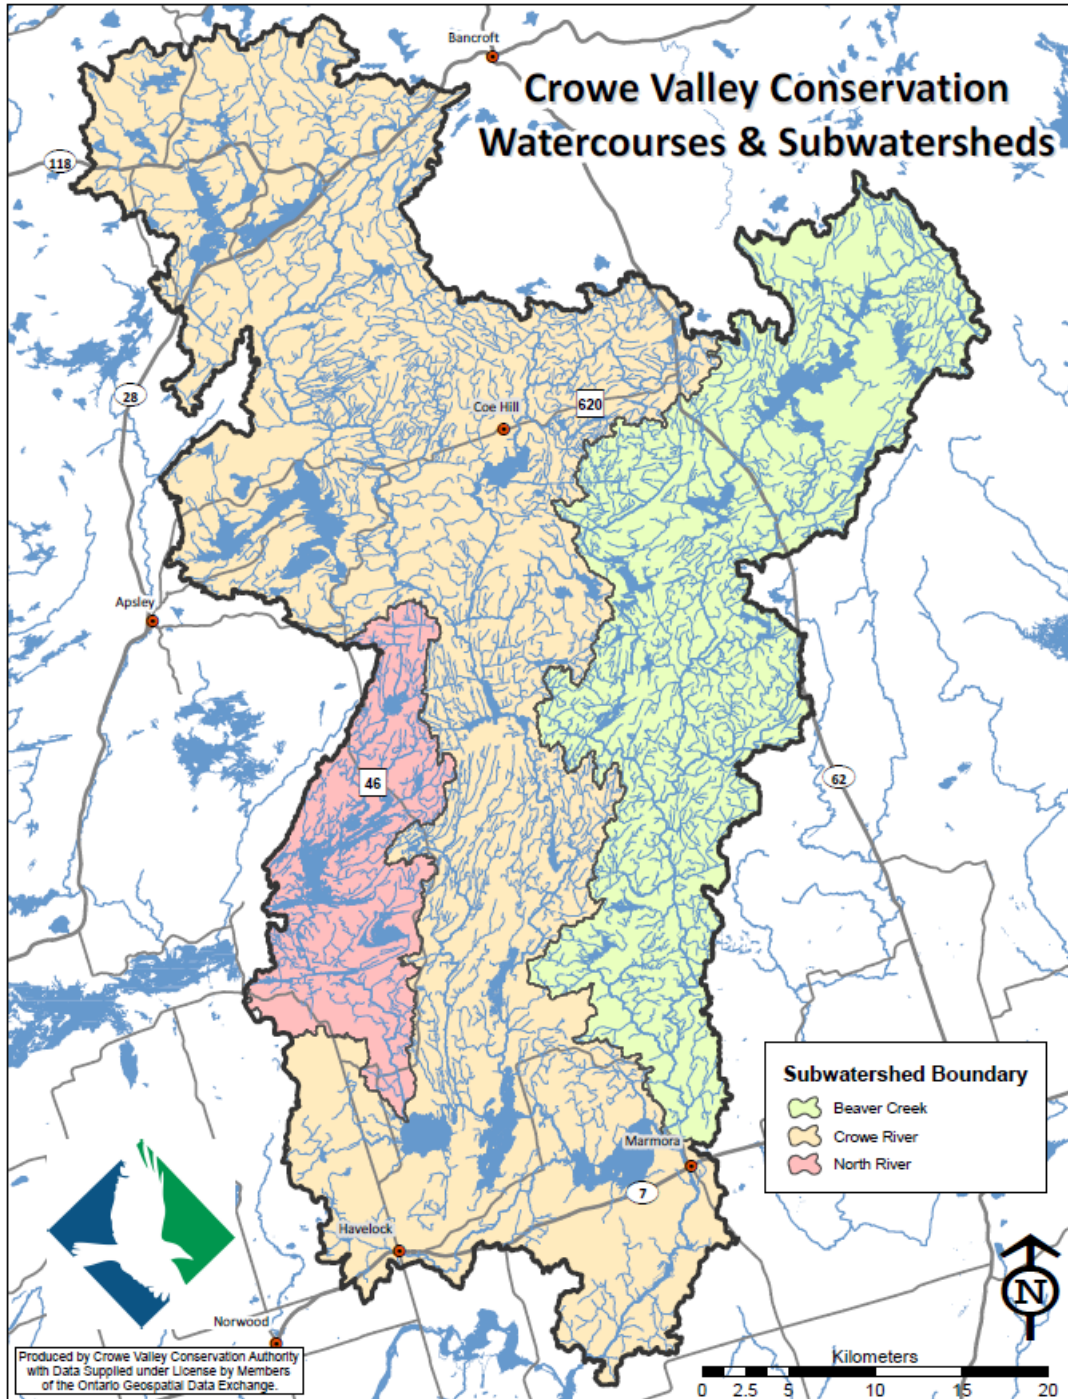 Bancroft
Crowe Valley Conservation
Watercourses & Subwatersheds
118
28
Coe Hill
620
Apsley
46
62
Subwatershed Boundary
Beaver Creek
Crowe River
North River
Marmora
7
Havelock
Norwood
N
Produced by Crowe Valley Conservation Authority
with Data Supplied under License by Members
of the Ontario Geospatial Data Exchange.
Kilometers
0 2.5 5 10 15 20